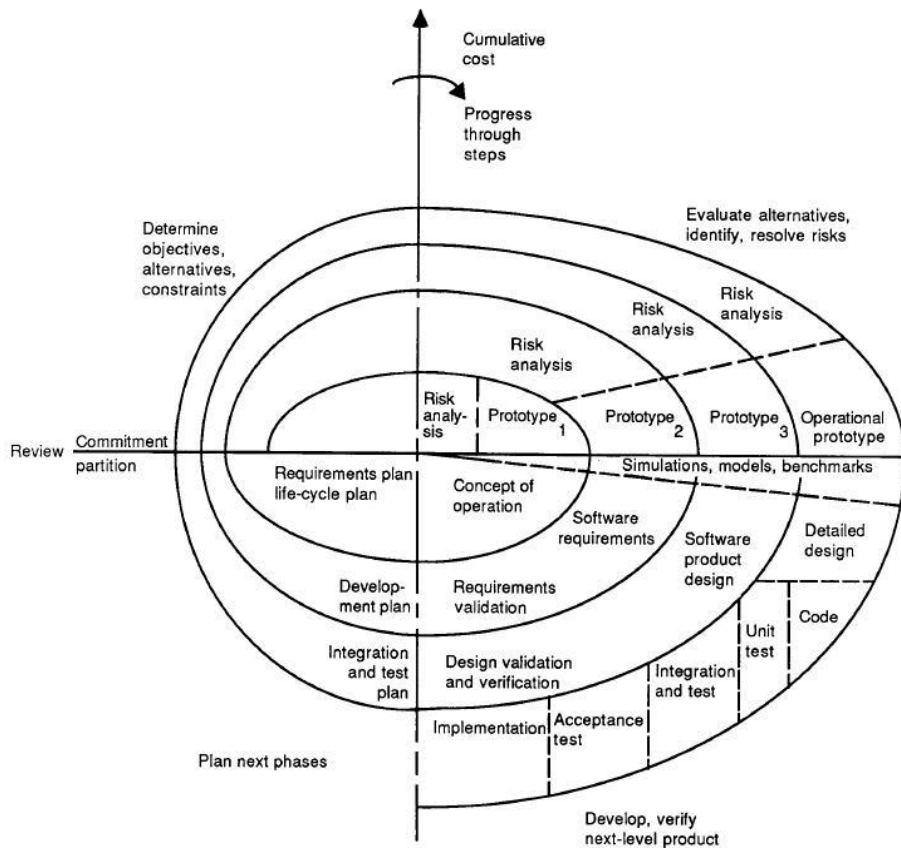 Cumulative
cost
Progress
through
steps
Determine
objectives,
alternatives,
constraints
Evaluate alternatives,
identify, resolve risks
Risk
analysis
Risk
analysis
Risk
analysis
Risk
analy-
sis
Prototype
1
Prototype
2
Prototype
3
Operational
prototype
Review
Commitment
partition
Requirements plan
life-cycle plan
Concept of
operation
Simulations, models, benchmarks
Software
requirements
Software
product
design
Detailed
design
Develop-
ment plan
Requirements
validation
Code
Unit
test
Integration
and test
plan
Design validation
and verification
Integration
and test
Acceptance
test
Implementation
Plan next phases
Develop, verify
next-level product